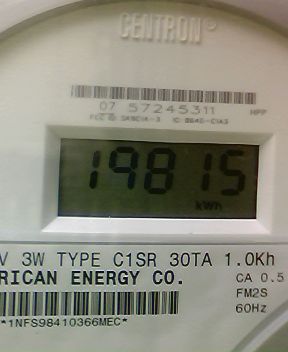 CENTRON®
07 57245311 HPP
19815
kWh
V 3W TYPE C1SR 30TA 1.0Kh
RICAN ENERGY CO. CA 0.5
FM2S
60Hz
*1NFS98410366MEC*